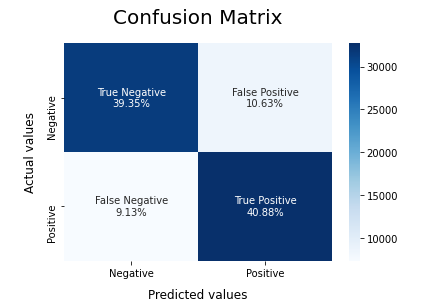 Confusion Matrix
True Negative
39.35%
False Positive
10.63%
False Negative
9.13%
True Positive
40.88%
Actual values
Negative
Positive
Negative
Positive
Predicted values
30000
25000
20000
15000
10000